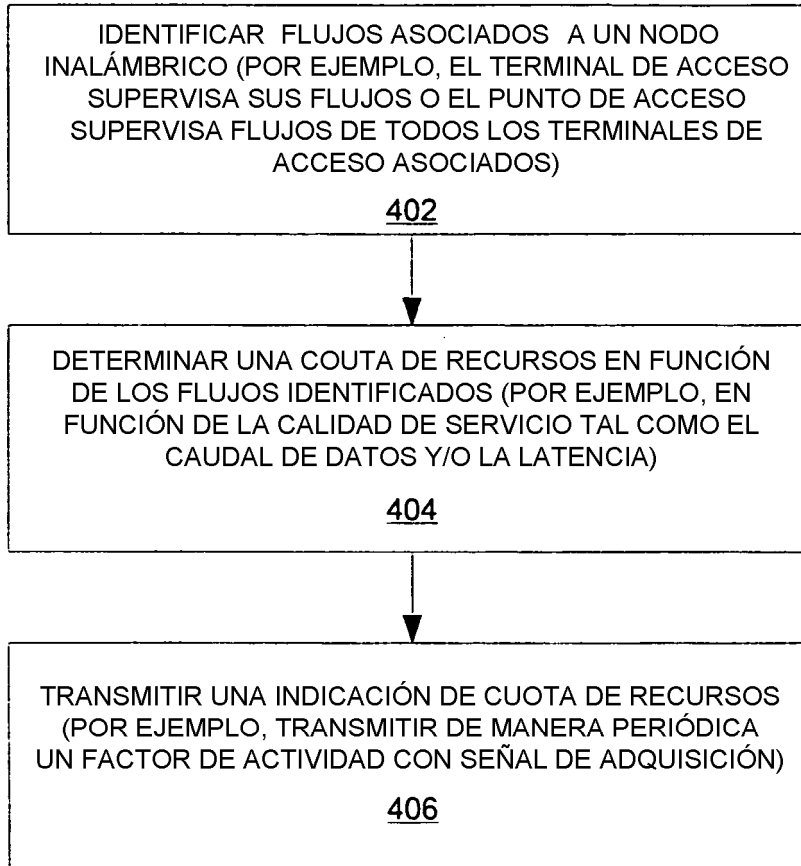 IDENTIFICAR FLUJOS ASOCIADOS A UN NODO
INALÁMBRICO (POR EJEMPLO, EL TERMINAL DE ACCESO
SUPERVISA SUS FLUJOS O EL PUNTO DE ACCESO
SUPERVISA FLUJOS DE TODOS LOS TERMINALES DE
ACCESO ASOCIADOS)
402
DETERMINAR UNA COUTA DE RECURSOS EN FUNCIÓN
DE LOS FLUJOS IDENTIFICADOS (POR EJEMPLO, EN
FUNCIÓN DE LA CALIDAD DE SERVICIO TAL COMO EL
CAUDAL DE DATOS Y/O LA LATENCIA)
404
TRANSMITIR UNA INDICACIÓN DE CUOTA DE RECURSOS
(POR EJEMPLO, TRANSMITIR DE MANERA PERIÓDICA
UN FACTOR DE ACTIVIDAD CON SEÑAL DE ADQUISICIÓN)
406